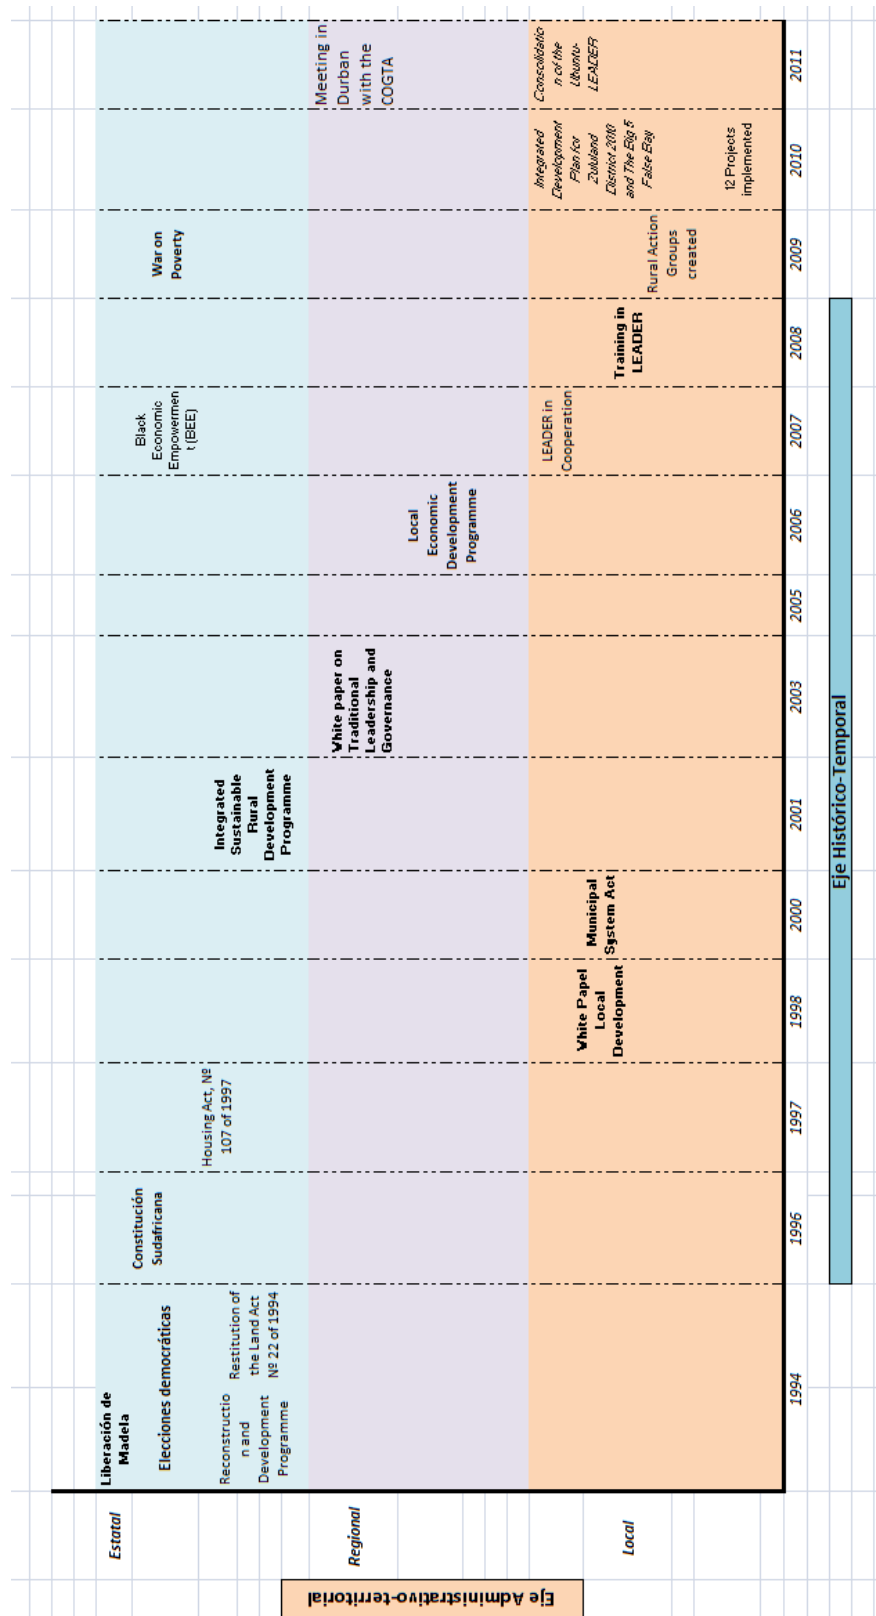 Eje Administrativo-territorial
Estatal
Liberación de
Madela
Elecciones democráticas
Reconstructio
n and
Development
Programme
Restitution of
the Land Act
Nº 22 of 1994
Constitución
Sudafricana
Housing Act, Nº
107 of 1997
Integrated
Sustainable
Rural
Development
Programme
Black
Economic
Empowermen
t (BEE)
War on
Poverty
Regional
White paper on
Traditional
Leadership and
Governance
Local
Economic
Development
Programme
Meeting in
Durban
with the
COGTA
Local
White Papel
Local
Development
Municipal
System Act
LEADER in
Cooperation
Training in
LEADER
Rural Action
Groups
created
Integrated
Development
Plan for
Zululand
District 2010
and The Big 5
False Bay
12 Projects
implemented
Consolidatio
n of the
Ubuntu-
LEADER
1994
1996
1997
1998
2000
2001
2003
2005
2006
2007
2008
2009
2010
2011
Eje Histórico-Temporal